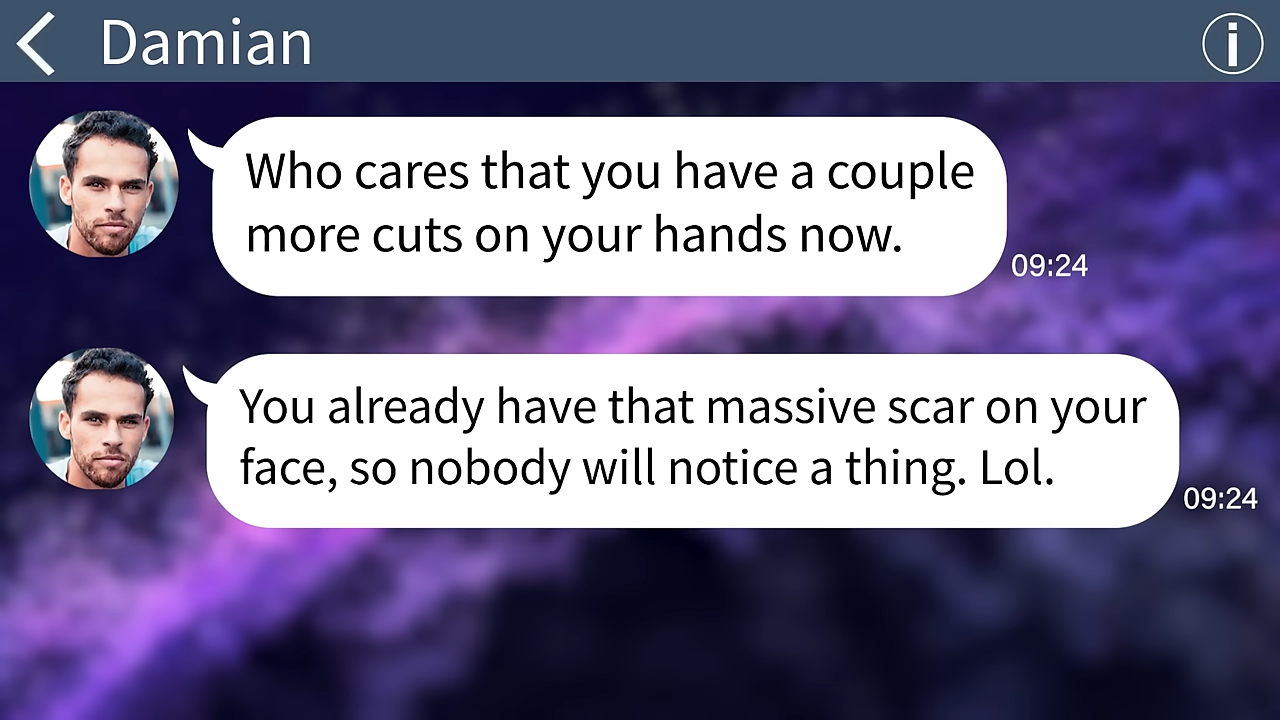 Damian
Who cares that you have a couple
more cuts on your hands now.
09:24
You already have that massive scar on your
face, so nobody will notice a thing. Lol.
09:24